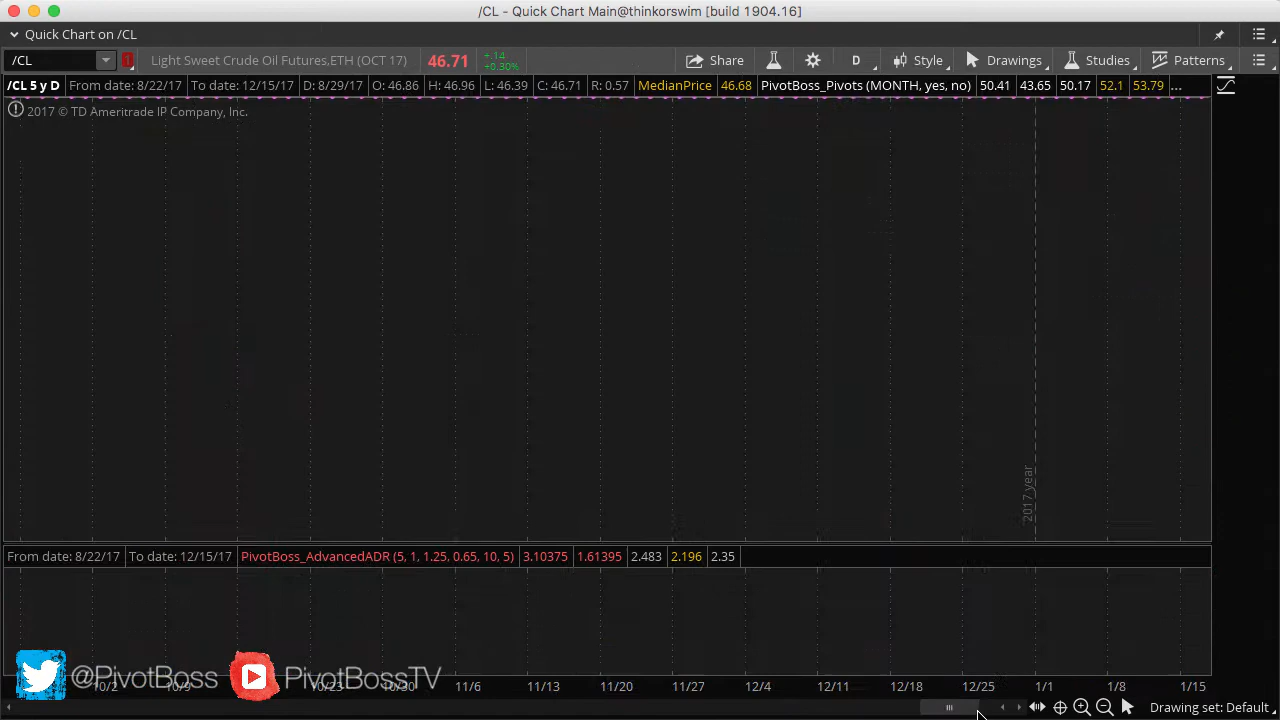 /CL - Quick Chart Main@thinkorswim [build 1904.16]
Quick Chart on /CL
/CL 1 Light Sweet Crude Oil Futures,ETH (OCT 17) 46.71 +.14 +0.30% Share D Style Drawings Studies Patterns
/CL 5 y D From date: 8/22/17 To date: 12/15/17 D: 8/29/17 O: 46.86 H: 46.96 L: 46.39 C: 46.71 R: 0.57 MedianPrice 46.68 PivotBoss_Pivots (MONTH, yes, no) 50.41 43.65 50.17 52.1 53.79 ...
2017 © TD Ameritrade IP Company, Inc.
2017 year
From date: 8/22/17 To date: 12/15/17 PivotBoss_AdvancedADR (5, 1, 1.25, 0.65, 10, 5) 3.10375 1.61395 2.483 2.196 2.35
@PivotBoss PivotBossTV
10/2 10/9 10/23 10/30 11/6 11/13 11/20 11/27 12/4 12/11 12/18 12/25 1/1 1/8 1/15
Drawing set: Default